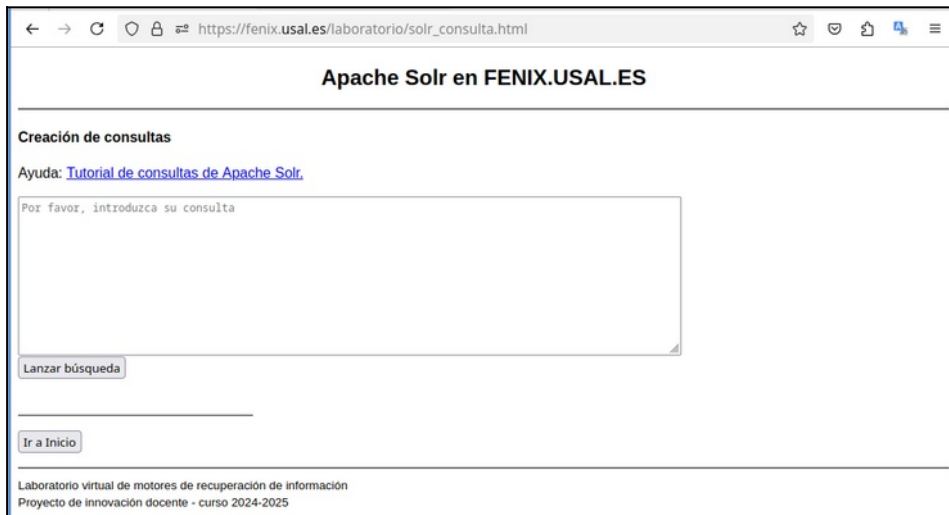 https://fenix.usal.es/laboratorio/solr_consulta.html
Apache Solr en FENIX.USAL.ES
Creación de consultas
Ayuda: Tutorial de consultas de Apache Solr.
Por favor, introduzca su consulta
Lanzar búsqueda
Ir a Inicio
Laboratorio virtual de motores de recuperación de información
Proyecto de innovación docente - curso 2024-2025